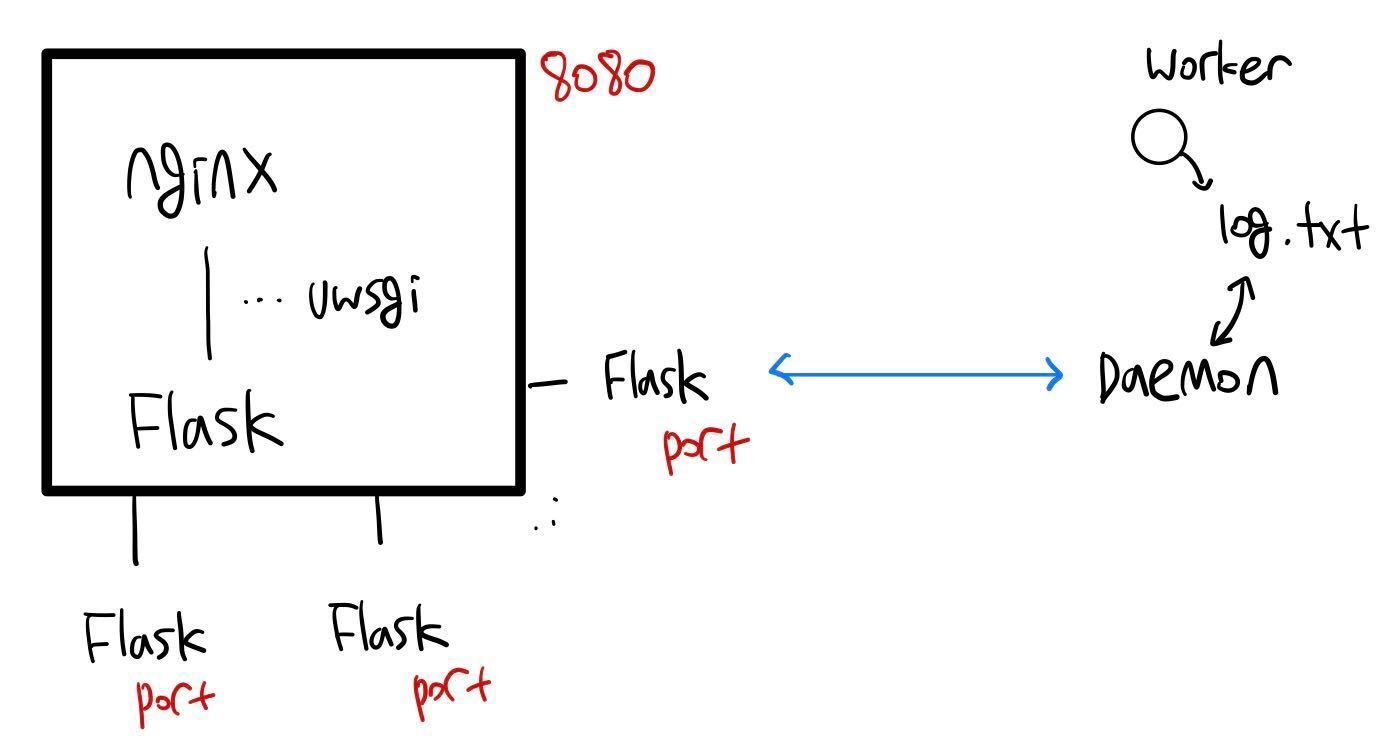 8080
worker
nginx
log.txt
... uwsgi
Flask
Flask
port
Daemon
Flask
port
Flask
port